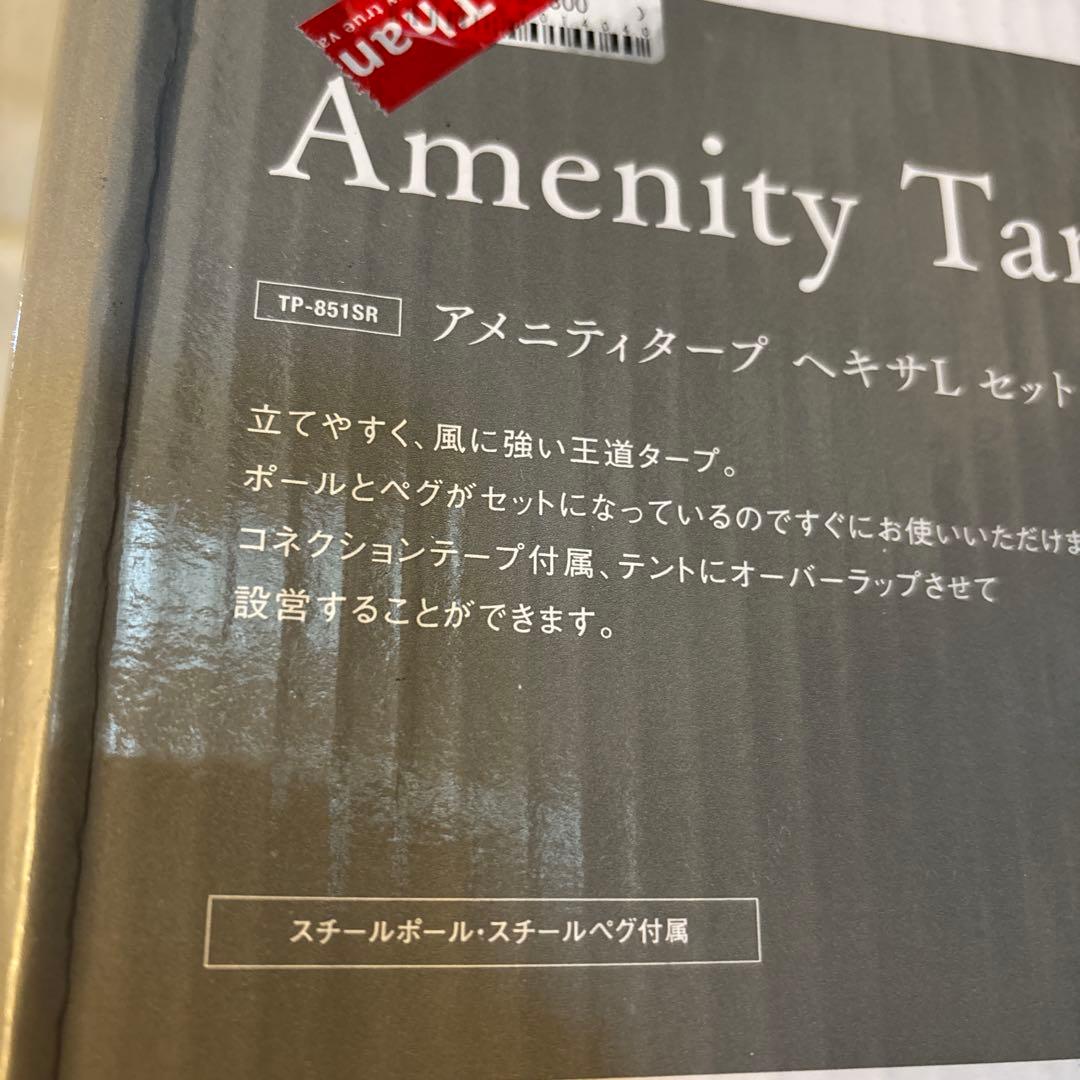 Than
y true va
800
Amenity Tar
TP-851SR アメニティタープ ヘキサL セット
立てやすく、風に強い王道タープ。
ポールとペグがセットになっているのですぐにお使いいただけま
コネクションテープ付属、テントにオーバーラップさせて
設営することができます。
スチールポール・スチールペグ付属